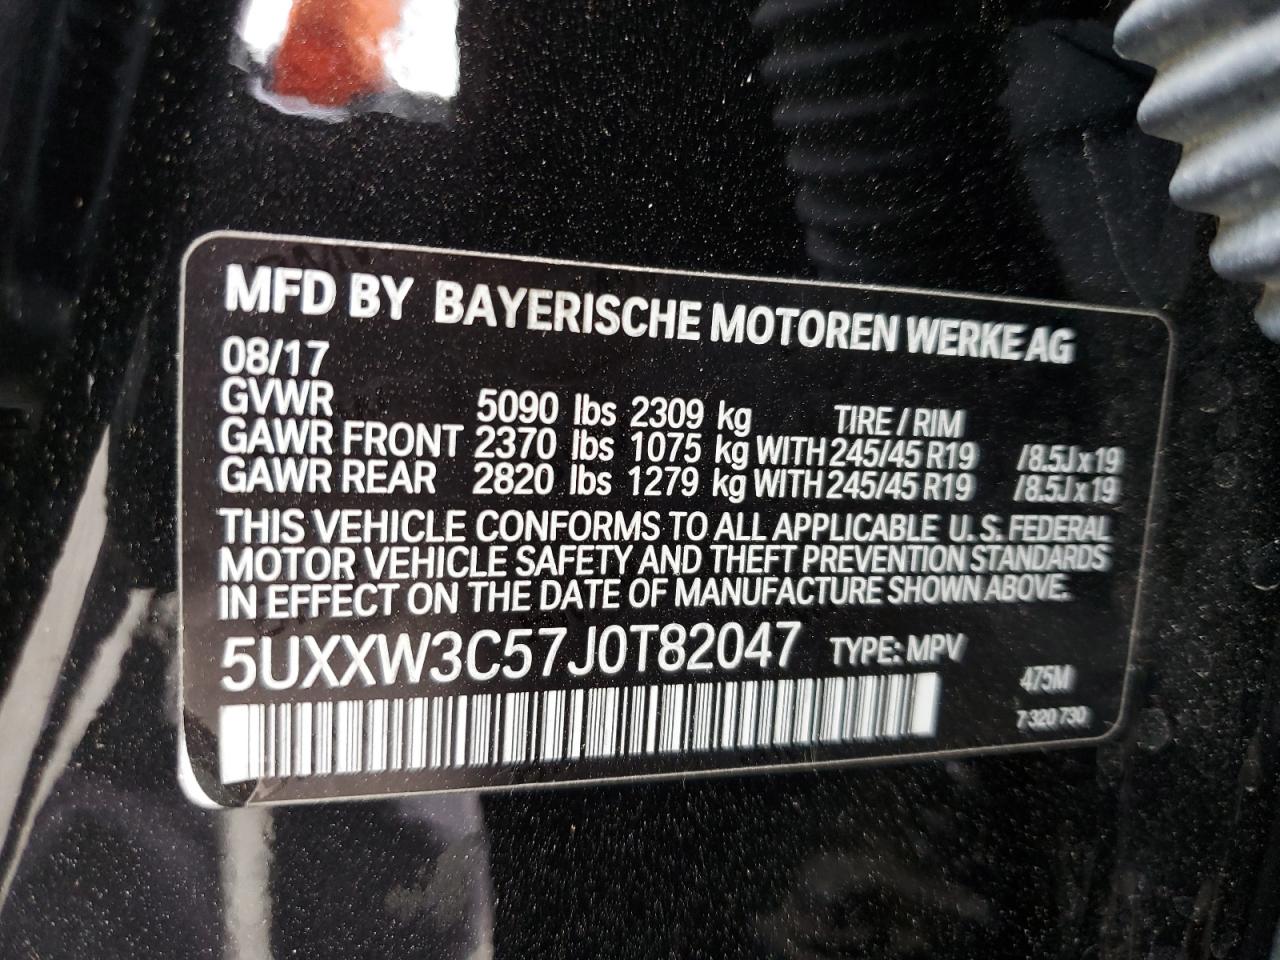 MFD BY BAYERISCHE MOTOREN WERKE AG
08/17
GVWR 5090 lbs 2309 kg TIRE / RIM
GAWR FRONT 2370 lbs 1075 kg WITH 245/45 R19 /8.5J x 19
GAWR REAR 2820 lbs 1279 kg WITH 245/45 R19 /8.5J x 19
THIS VEHICLE CONFORMS TO ALL APPLICABLE U.S. FEDERAL
MOTOR VEHICLE SAFETY AND THEFT PREVENTION STANDARDS
IN EFFECT ON THE DATE OF MANUFACTURE SHOWN ABOVE.
5UXXW3C57J0T82047 TYPE: MPV
475M
7 320 730